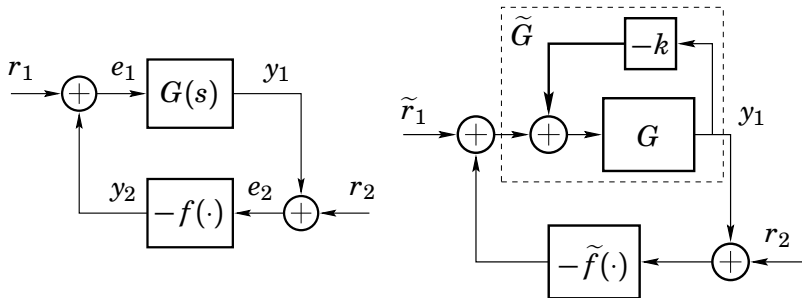 r₁
e₁
G(s)
y₁
+
y₂
−f(·)
e₂
+
r₂
G̃
−k
r̃₁
+
+
G
y₁
−f̃(·)
+
r₂